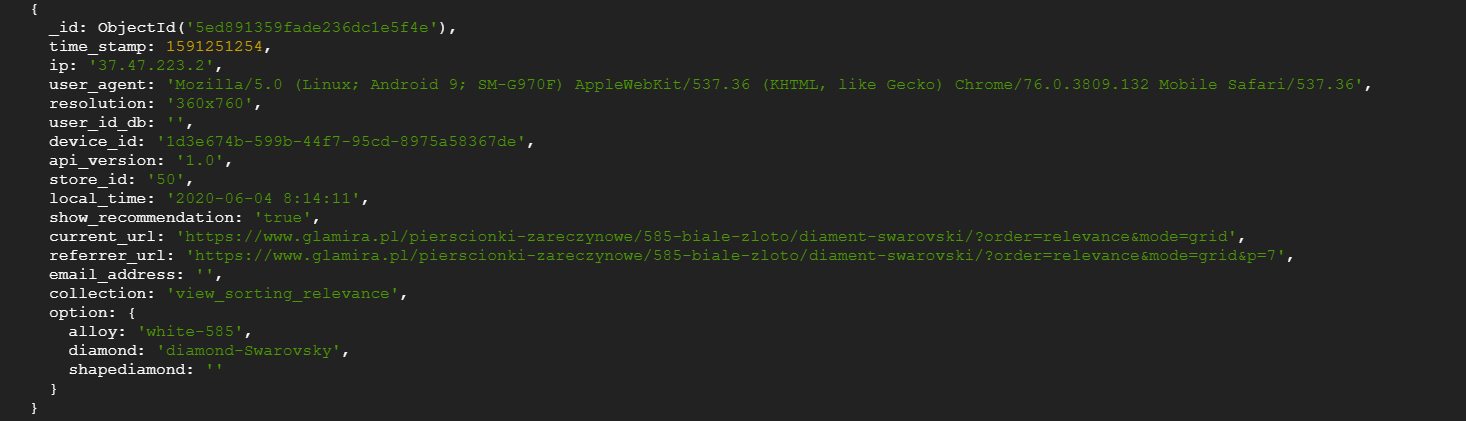 {
_id: ObjectId('5ed891359fade236dc1e5f4e'),
time_stamp: 1591251254,
ip: '37.47.223.2',
user_agent: 'Mozilla/5.0 (Linux; Android 9; SM-G970F) AppleWebKit/537.36 (KHTML, like Gecko) Chrome/76.0.3809.132 Mobile Safari/537.36',
resolution: '360x760',
user_id_db: '',
device_id: '1d3e674b-599b-44f7-95cd-8975a58367de',
api_version: '1.0',
store_id: '50',
local_time: '2020-06-04 8:14:11',
show_recommendation: 'true',
current_url: 'https://www.glamira.pl/pierscionki-zareczynowe/585-biale-zloto/diament-swarovski/?order=relevance&mode=grid',
referrer_url: 'https://www.glamira.pl/pierscionki-zareczynowe/585-biale-zloto/diament-swarovski/?order=relevance&mode=grid&p=7',
email_address: '',
collection: 'view_sorting_relevance',
option: {
alloy: 'white-585',
diamond: 'diamond-Swarovsky',
shapediamond: ''
}
}